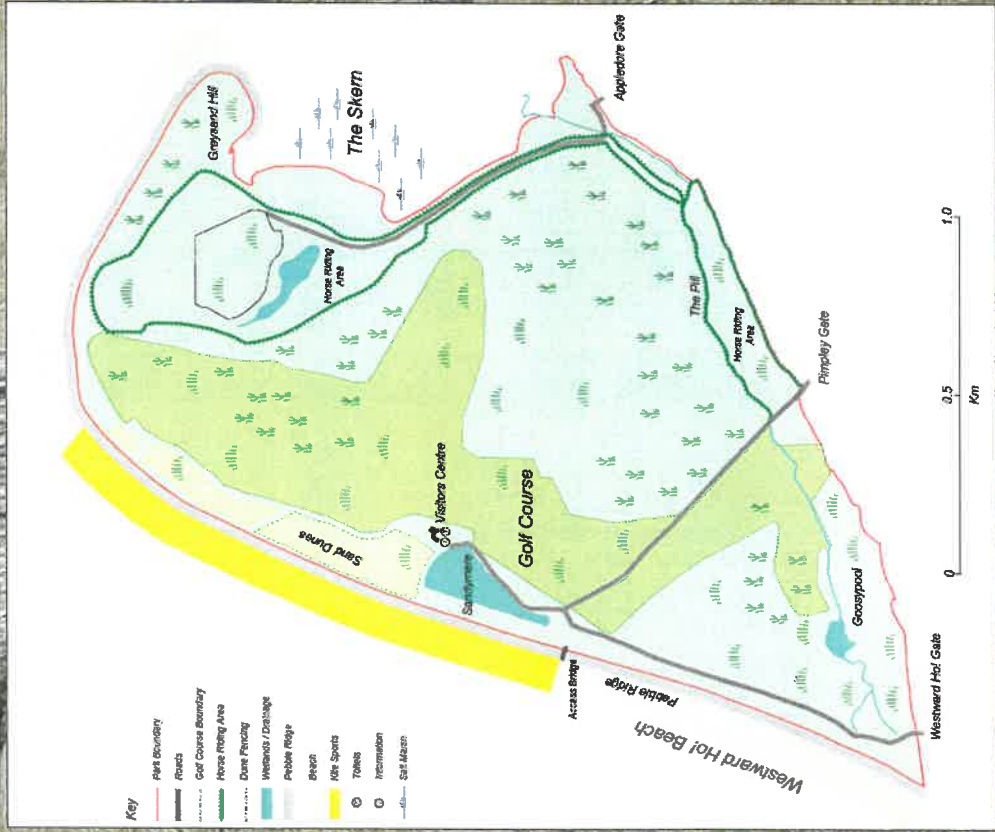 Key
Park Boundary
Roads
Golf Course Boundary
Horse Riding Area
Dune Fencing
Wetlands / Drainage
Pebble Ridge
Beach
Kite Sports
Toilets
Information
Salt Marsh
Greysand Hill
The Skern
Appledore Gate
Horse Riding
Area
The Pill
Horse Riding
Area
Pimpley Gate
Sand Dunes
Visitors Centre
Sandymere
Golf Course
Access Bridge
Pebble Ridge
Westward Ho! Beach
Goosypool
Westward Ho! Gate
0
0.5
1.0
Km